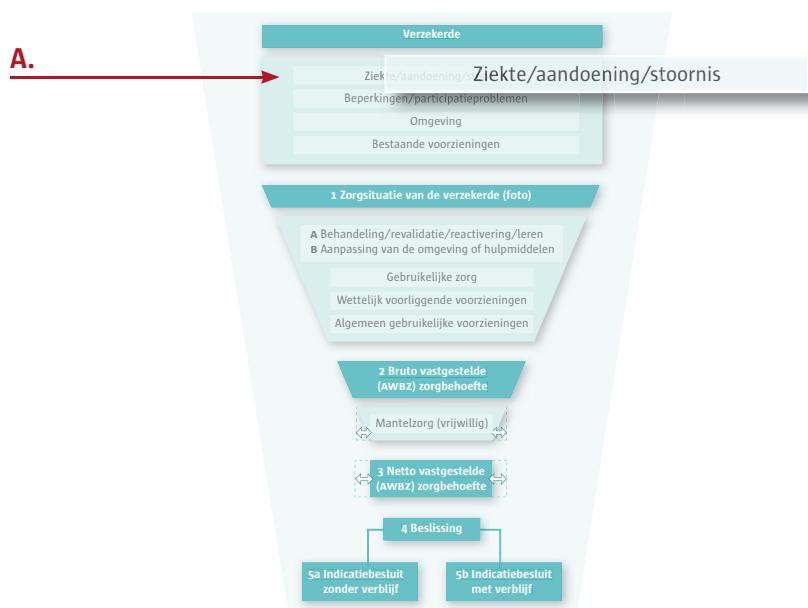 Verzekerde
A.
Ziekte/aandoening/stoornis
Beperkingen/participatieproblemen
Omgeving
Bestaande voorzieningen
1 Zorgsituatie van de verzekerde (foto)
A Behandeling/revalidatie/reactivering/leren
B Aanpassing van de omgeving of hulpmiddelen
Gebruikelijke zorg
Wettelijk voorliggende voorzieningen
Algemeen gebruikelijke voorzieningen
2 Bruto vastgestelde
(AWBZ) zorgbehoefte
Mantelzorg (vrijwillig)
3 Netto vastgestelde
(AWBZ) zorgbehoefte
4 Beslissing
5a Indicatiebesluit
zonder verblijf
5b Indicatiebesluit
met verblijf